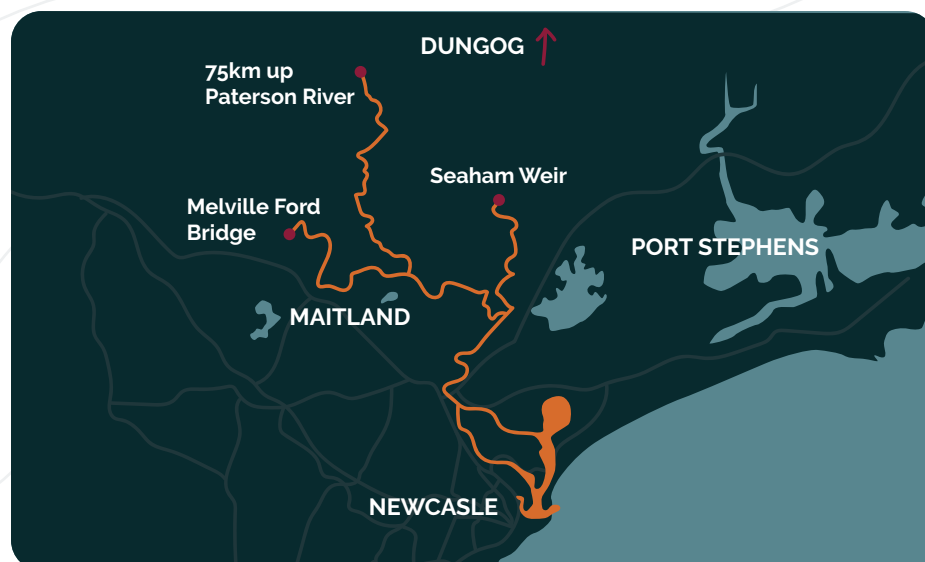 DUNGOG
75km up
Paterson River
Seaham Weir
Melville Ford
Bridge
PORT STEPHENS
MAITLAND
NEWCASLE